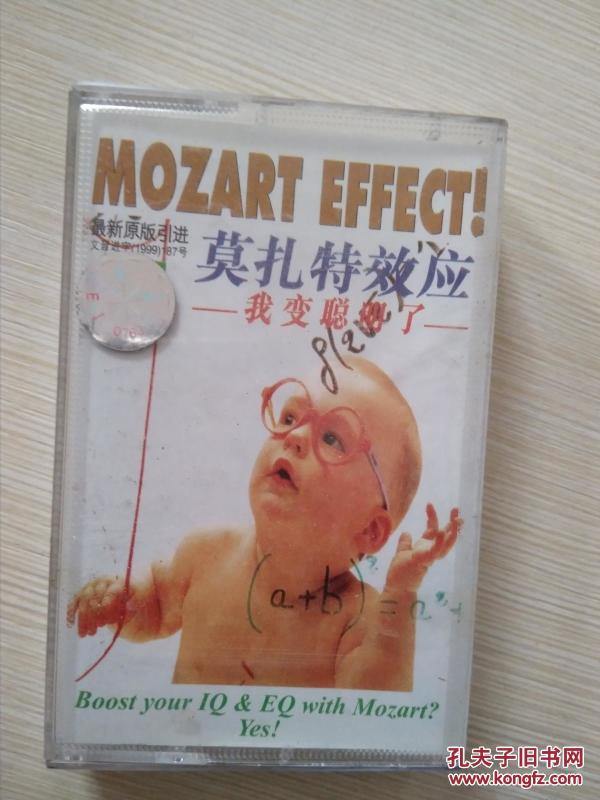 MOZART EFFECT!
最新原版引进
文音进字(1999)187号
莫扎特效应
—我变聪明了—
0763
(a+b) = a
Boost your IQ & EQ with Mozart?
Yes!
孔夫子旧书网
www.kongfz.com